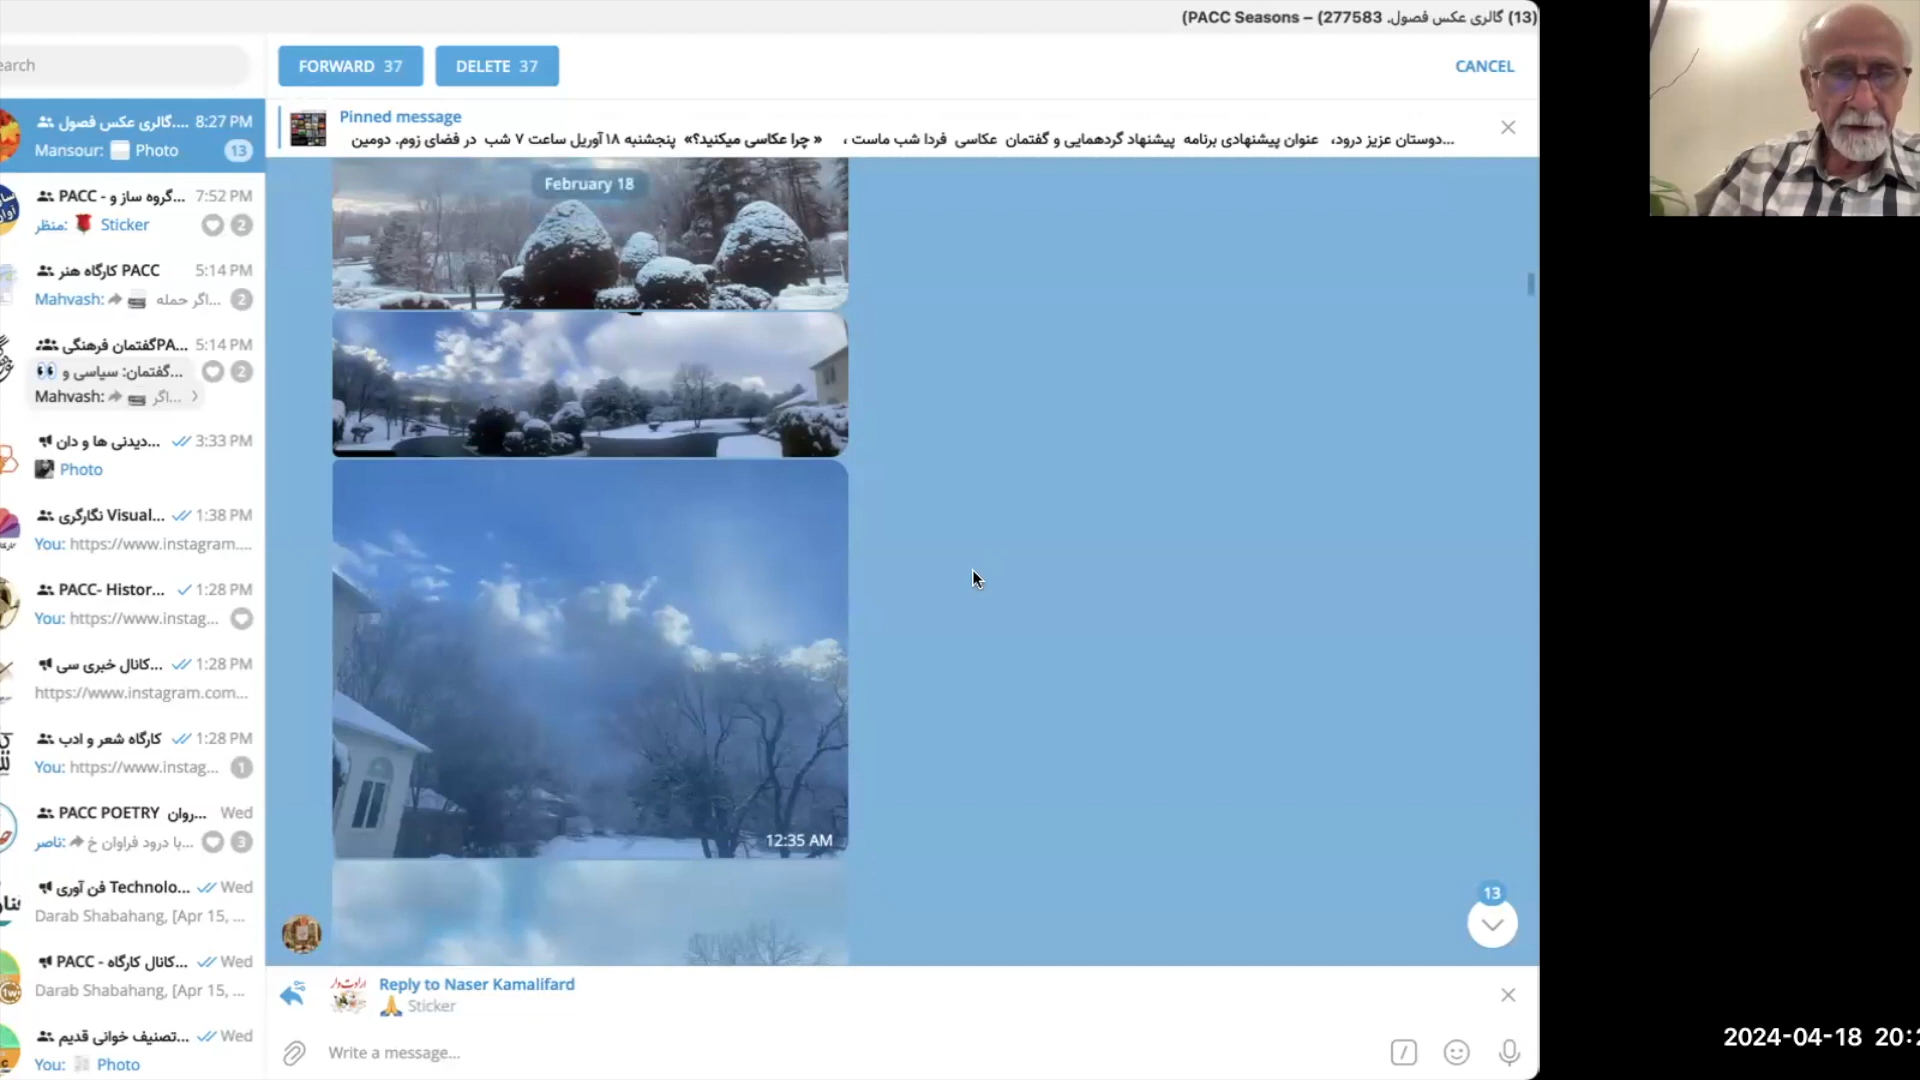 (PACC Seasons – (277583 .گالری عکس فصول (13)
earch
FORWARD 37
DELETE 37
CANCEL
Pinned message
دوستان عزیز درود، عنوان پیشنهادی برنامه پیشنهاد گردهمایی و گفتمان عکاسی فردا شب ماست ، « چرا عکاسی میکنید؟» پنجشنبه ۱۸ آوریل ساعت ۷ شب در فضای زوم. دومین...
گالری عکس فصول.... 8:27 PM
Mansour: Photo 13
گروه ساز و - PACC... 7:52 PM
منظر: Sticker 2
کارگاه هنر PACC 5:14 PM
Mahvash: اگر حمله... 2
گفتمان فرهنگیPA... 5:14 PM
گفتمان: سیاسی و... 2
Mahvash: اگر...
دیدنی ها و دان... 3:33 PM
Photo
نگارگری Visual... 1:38 PM
You: https://www.instagram....
PACC- Histor... 1:28 PM
You: https://www.instag...
کانال خبری سی... 1:28 PM
https://www.instagram.com...
کارگاه شعر و ادب 1:28 PM
You: https://www.instag... 1
PACC POETRY روان... Wed
ناصر: با درود فراوان خ... 3
فن آوری Technolo... Wed
Darab Shabahang, [Apr 15, ...
کانال کارگاه - PACC... Wed
Darab Shabahang, [Apr 15, ...
تصنیف خوانی قدیم... Wed
You: Photo
February 18
12:35 AM
13
Reply to Naser Kamalifard
Sticker
Write a message...
2024-04-18 20:2